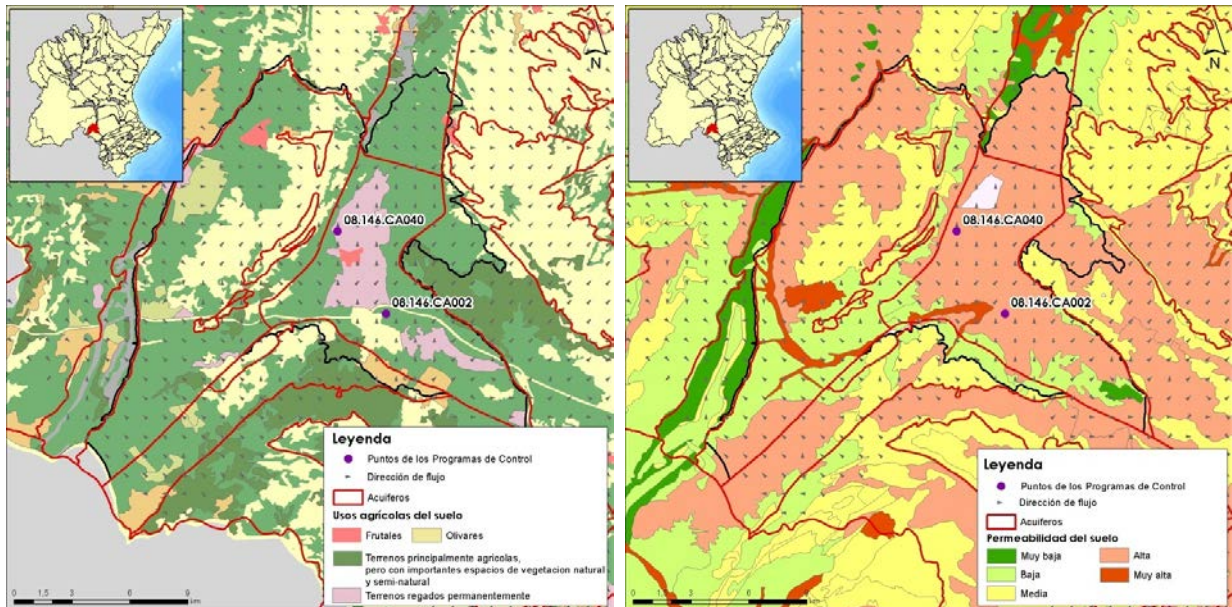 N
08.146.CA040
08.146.CA002
Leyenda
Puntos de los Programas de Control
Dirección de flujo
Acuíferos
Usos agrícolas del suelo
Frutales
Olivares
Terrenos principalmente agrícolas,
pero con importantes espacios de vegetacion natural
y semi-natural
Terrenos regados permanentemente
0 1.5 3 6 9
km
N
08.146.CA040
08.146.CA002
Leyenda
Puntos de los Programas de Control
Dirección de flujo
Acuíferos
Permeabilidad del suelo
Muy baja
Alta
Baja
Muy alta
Media
0 1.5 3 6 9
km